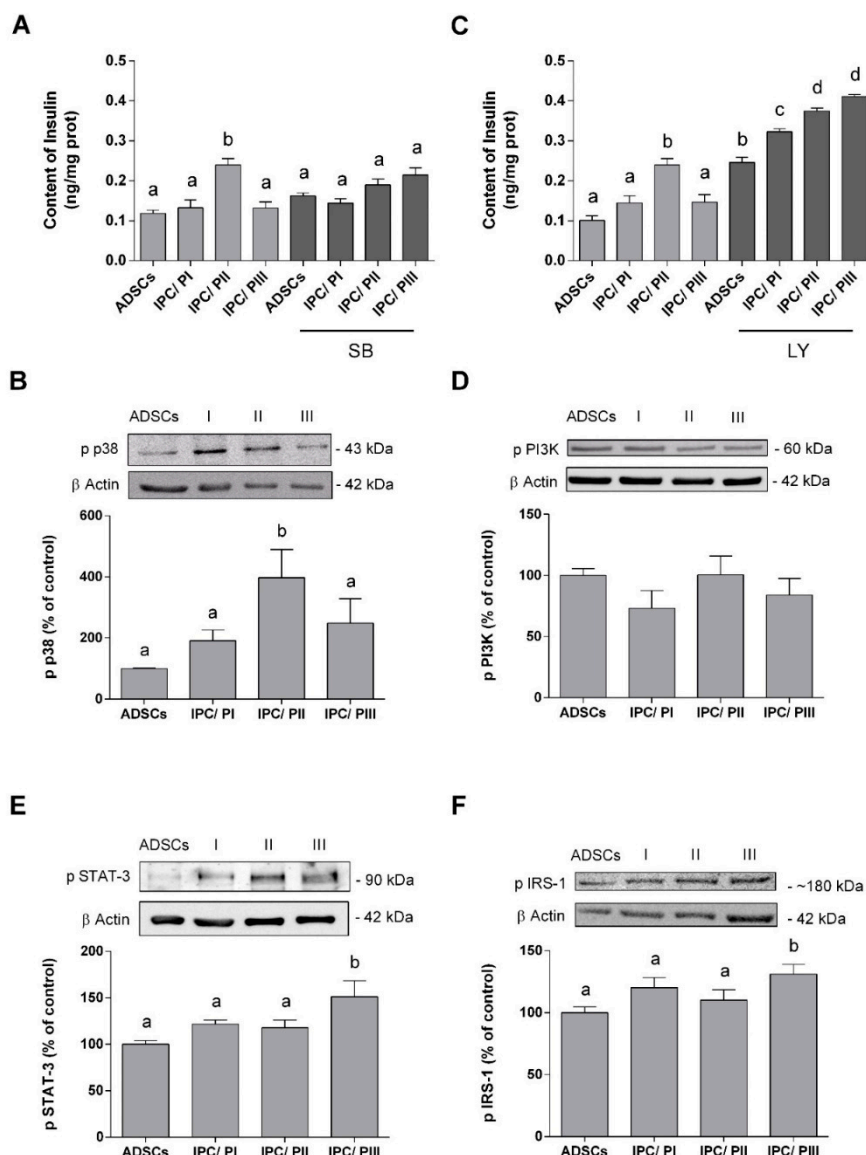 A
Content of Insulin
(ng/mg prot)
0.5
0.4
0.3
0.2
0.1
0.0
a
a
b
a
a
a
a
a
ADSCs
IPC/ PI
IPC/ PII
IPC/ PIII
ADSCs
IPC/ PI
IPC/ PII
IPC/ PIII
SB
C
Content of Insulin
(ng/mg prot)
0.5
0.4
0.3
0.2
0.1
0.0
a
a
b
a
b
c
d
d
ADSCs
IPC/ PI
IPC/ PII
IPC/ PIII
ADSCs
IPC/ PI
IPC/ PII
IPC/ PIII
LY
B
ADSCs I II III
p p38 - 43 kDa
β Actin - 42 kDa
p p38 (% of control)
600
400
200
0
a
a
b
a
ADSCs IPC/ PI IPC/ PII IPC/ PIII
D
ADSCs I II III
p PI3K - 60 kDa
β Actin - 42 kDa
p PI3K (% of control)
150
100
50
0
ADSCs IPC/ PI IPC/ PII IPC/ PIII
E
ADSCs I II III
p STAT-3 - 90 kDa
β Actin - 42 kDa
p STAT-3 (% of control)
200
150
100
50
0
a
a
a
b
ADSCs IPC/ PI IPC/ PII IPC/ PIII
F
ADSCs I II III
p IRS-1 - ~180 kDa
β Actin - 42 kDa
p IRS-1 (% of control)
150
100
50
0
a
a
a
b
ADSCs IPC/ PI IPC/ PII IPC/ PIII